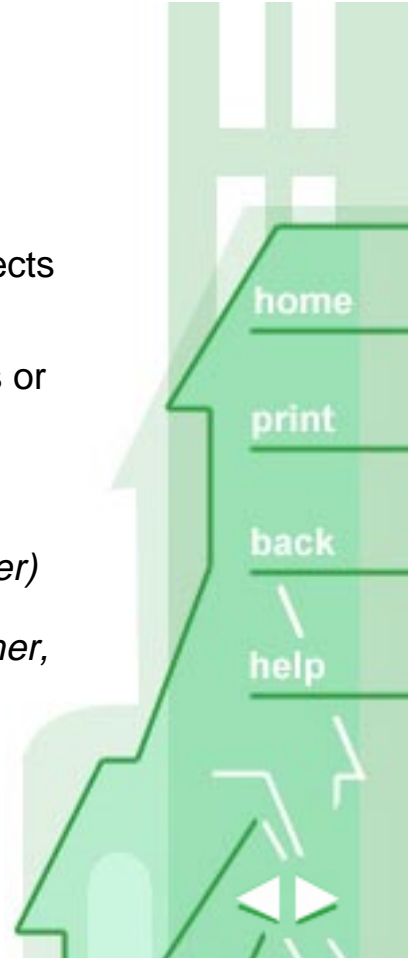 ects
home
s or
print
back
er)
help
her,